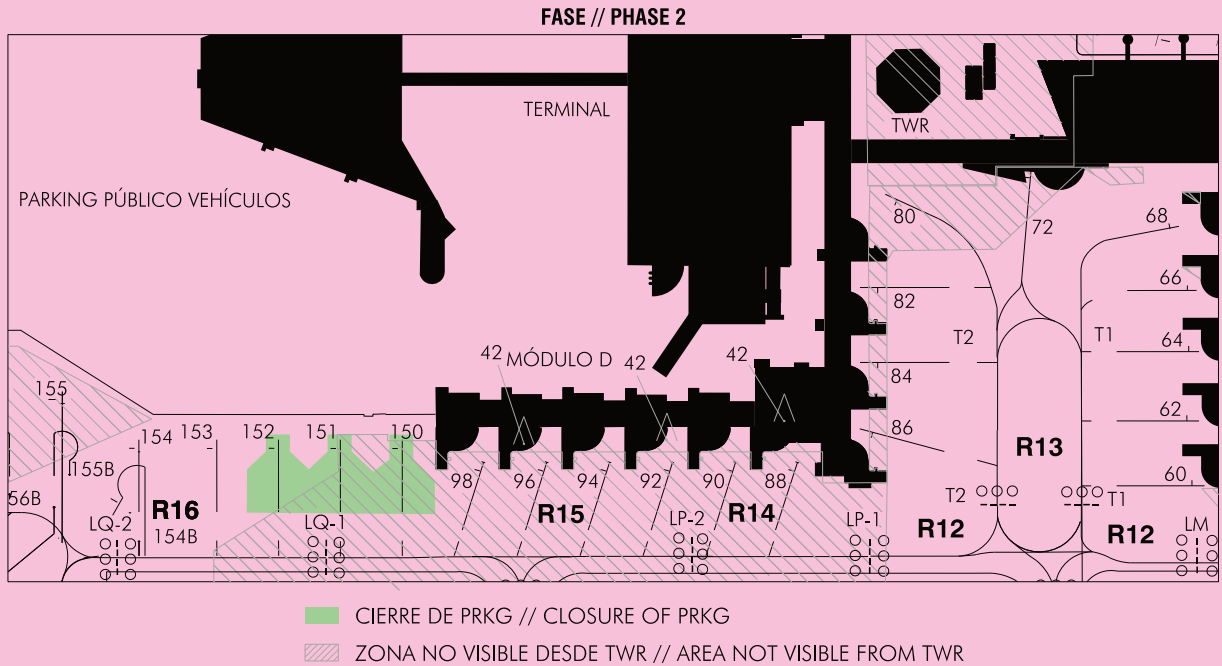 FASE // PHASE 2
TERMINAL
TWR
PARKING PÚBLICO VEHÍCULOS
80
72
68
66
82
T2
T1
64
42
MÓDULO D
42
42
84
155
62
86
154
153
152
151
150
R13
155B
98
96
94
92
90
88
60
56B
T2
T1
R16
R15
R14
LQ-2
154B
LQ-1
LP-2
LP-1
R12
R12
LM
CIERRE DE PRKG // CLOSURE OF PRKG
ZONA NO VISIBLE DESDE TWR // AREA NOT VISIBLE FROM TWR